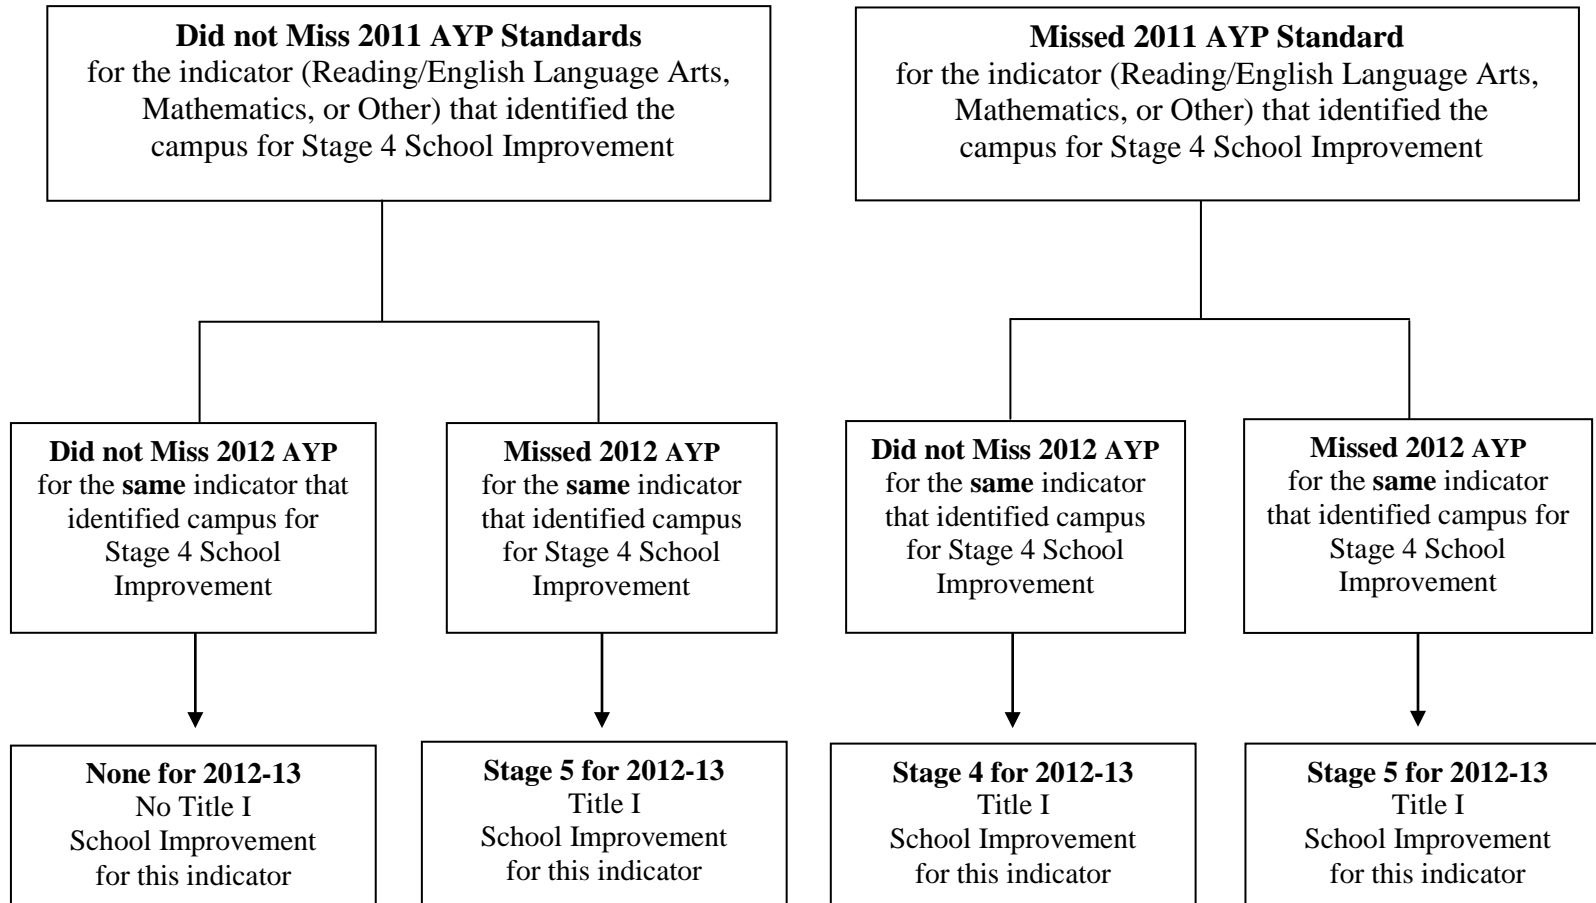 Did not Miss 2011 AYP Standards
for the indicator (Reading/English Language Arts,
Mathematics, or Other) that identified the
campus for Stage 4 School Improvement
Missed 2011 AYP Standard
for the indicator (Reading/English Language Arts,
Mathematics, or Other) that identified the
campus for Stage 4 School Improvement
Did not Miss 2012 AYP
for the same indicator that
identified campus for
Stage 4 School
Improvement
Missed 2012 AYP
for the same indicator
that identified campus
for Stage 4 School
Improvement
Did not Miss 2012 AYP
for the same indicator
that identified campus
for Stage 4 School
Improvement
Missed 2012 AYP
for the same indicator
that identified campus for
Stage 4 School
Improvement
None for 2012-13
No Title I
School Improvement
for this indicator
Stage 5 for 2012-13
Title I
School Improvement
for this indicator
Stage 4 for 2012-13
Title I
School Improvement
for this indicator
Stage 5 for 2012-13
Title I
School Improvement
for this indicator